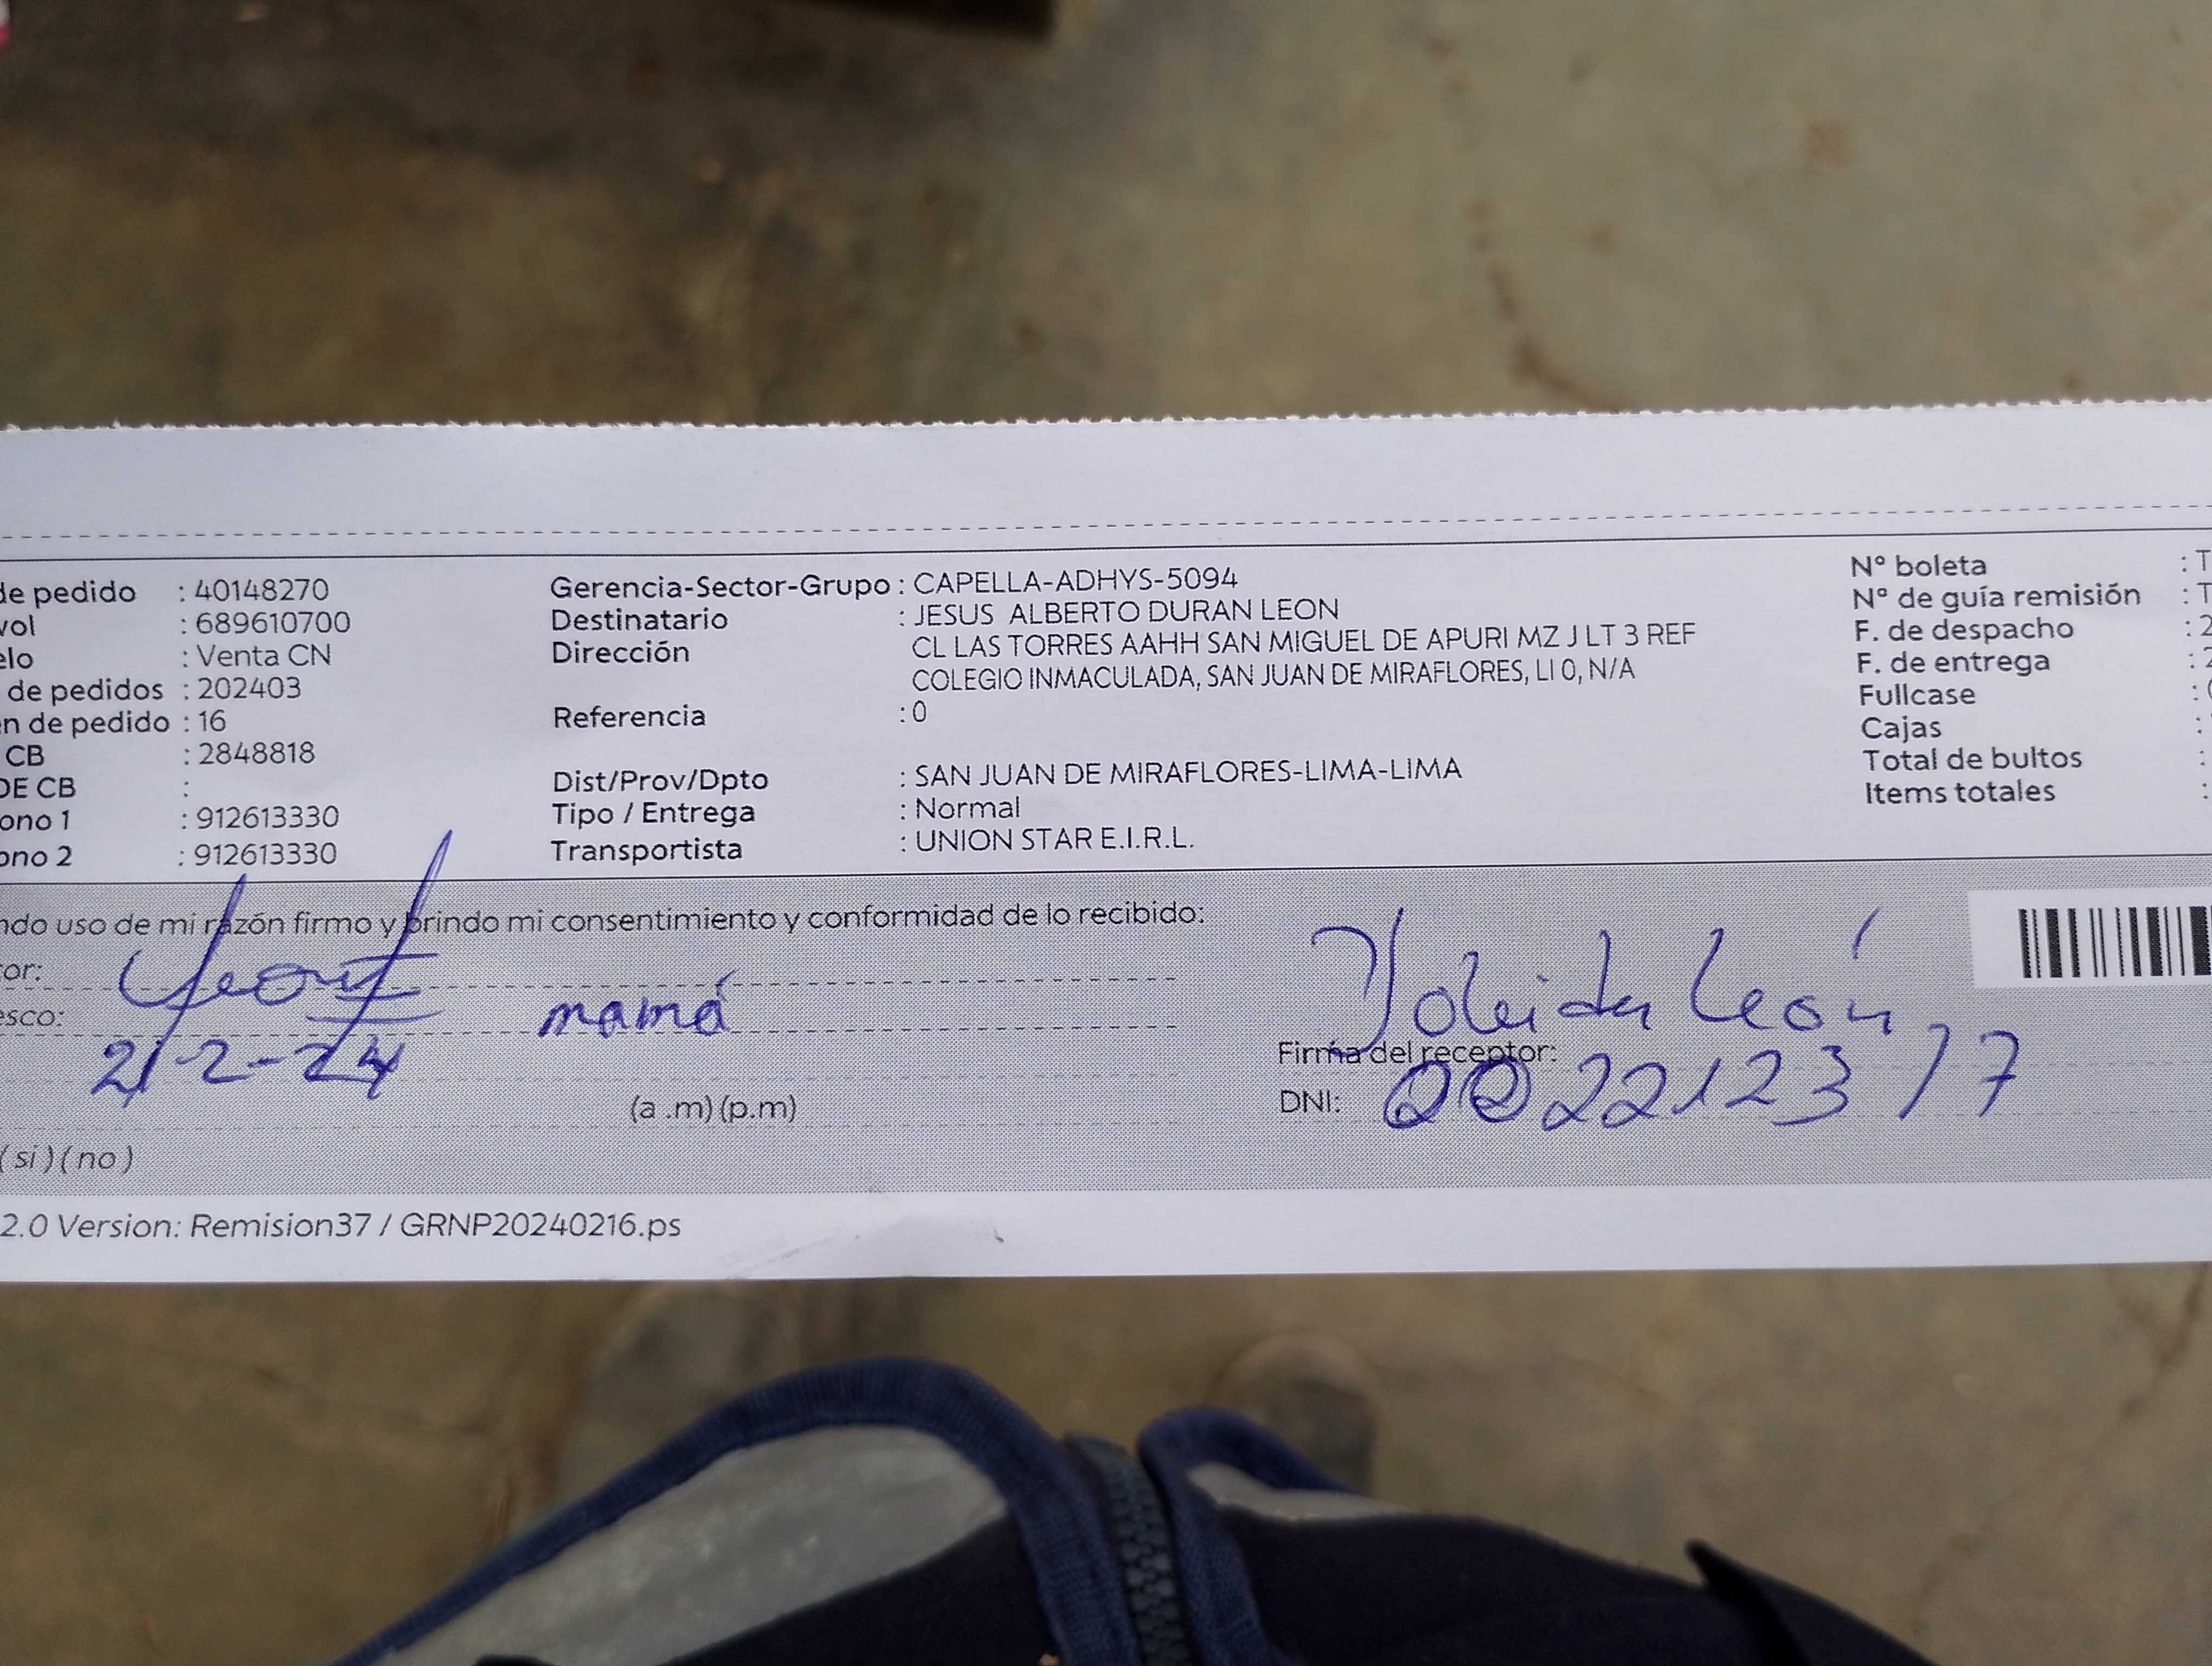 de pedido : 40148270
vol : 689610700
elo : Venta CN
de pedidos : 202403
n de pedido : 16
CB : 2848818
DE CB :
ono 1 : 912613330
ono 2 : 912613330
Gerencia-Sector-Grupo : CAPELLA-ADHYS-5094
Destinatario : JESUS ALBERTO DURAN LEON
Dirección CL LAS TORRES AAHH SAN MIGUEL DE APURI MZ J LT 3 REF
COLEGIO INMACULADA, SAN JUAN DE MIRAFLORES, LI 0, N/A
Referencia : 0
Dist/Prov/Dpto : SAN JUAN DE MIRAFLORES-LIMA-LIMA
Tipo / Entrega : Normal
Transportista : UNION STAR E.I.R.L.
Nº boleta : T
Nº de guía remisión : T
F. de despacho : 2
F. de entrega : 2
Fullcase :
Cajas :
Total de bultos :
Items totales :
ndo uso de mi razón firmo y brindo mi consentimiento y conformidad de lo recibido:
or:
esco: mamá
21-2-24
(a .m) (p.m)
( si ) ( no )
León
Firma del receptor:
DNI: 002212317
2.0 Version: Remision37 / GRNP20240216.ps